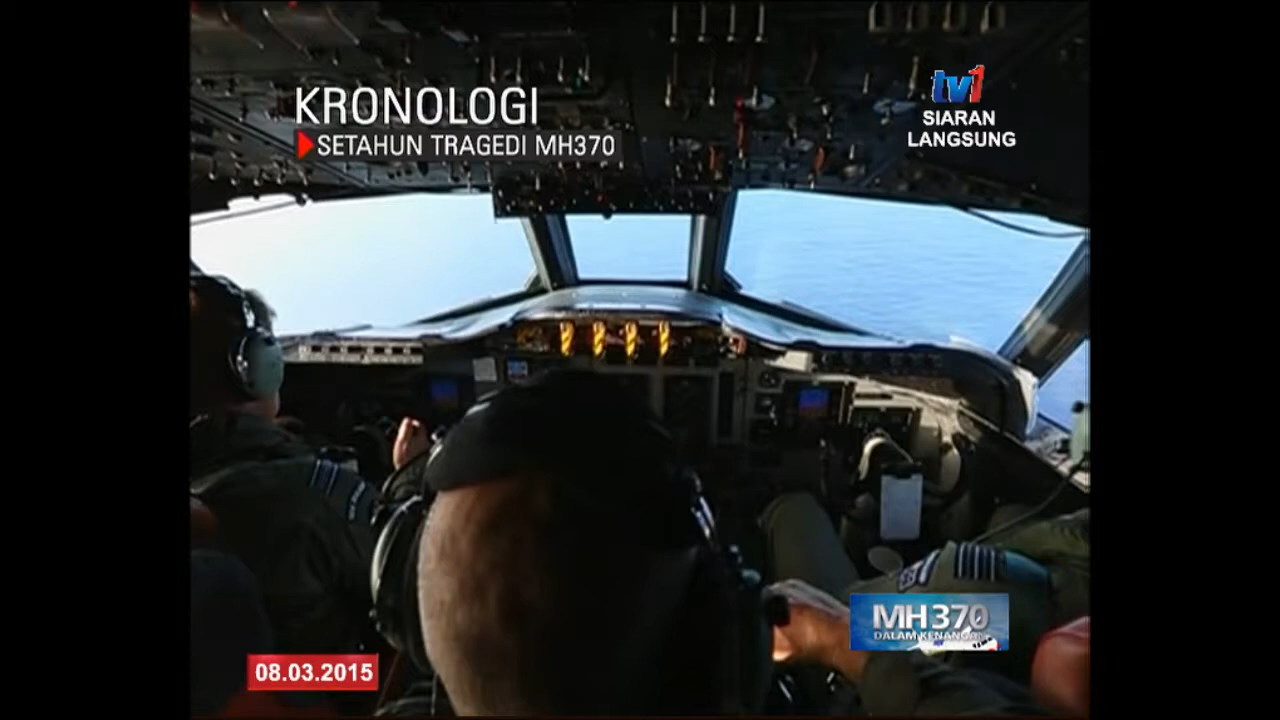 KRONOLOGI
SETAHUN TRAGEDI MH370
tv1
SIARAN
LANGSUNG
MH370
DALAM KENANGAN
08.03.2015